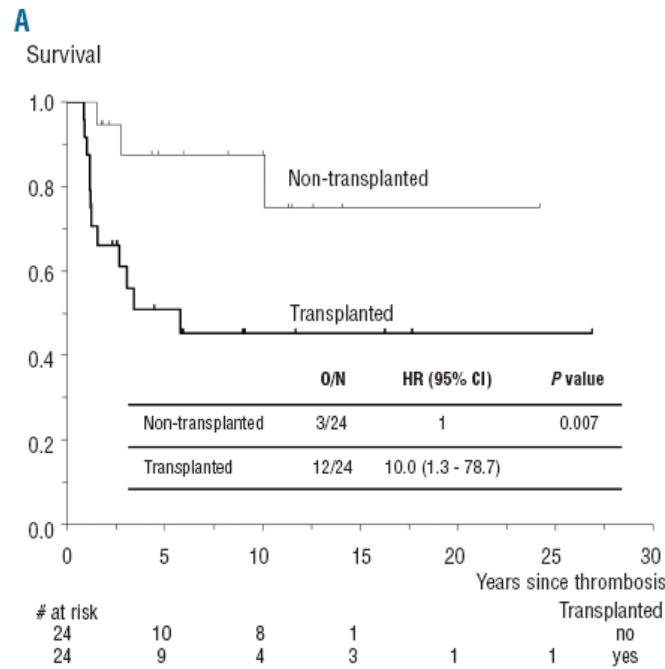 A
Survival
1.0
0.8
0.6
0.4
0.2
0.0
Non-transplanted
Transplanted
O/N HR (95% CI) P value
Non-transplanted 3/24 1 0.007
Transplanted 12/24 10.0 (1.3 - 78.7)
0 5 10 15 20 25 30
Years since thrombosis
# at risk Transplanted
24 10 8 1 no
24 9 4 3 1 1 yes